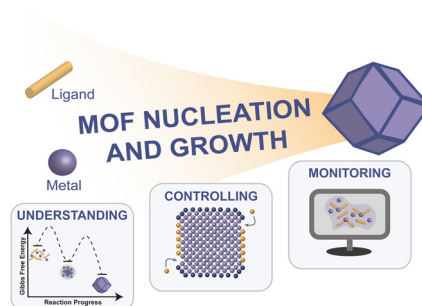 Ligand
MOF NUCLEATION
AND GROWTH
Metal
UNDERSTANDING
Gibbs Free Energy
Reaction Progress
CONTROLLING
MONITORING